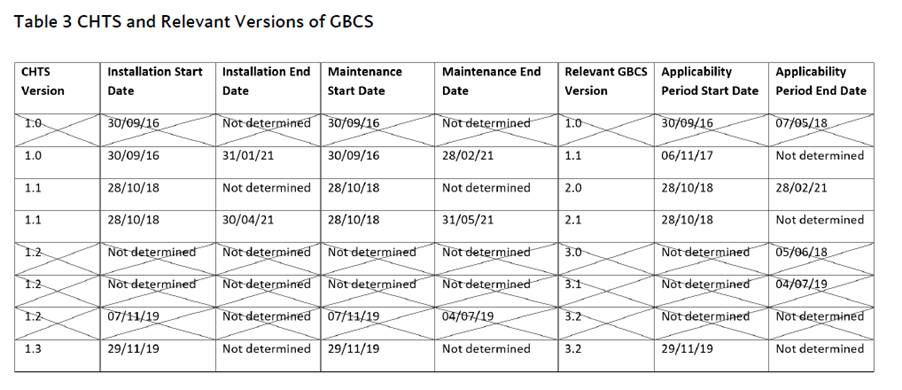 Table 3 CHTS and Relevant Versions of GBCS
CHTS Version Installation Start Date Installation End Date Maintenance Start Date Maintenance End Date Relevant GBCS Version Applicability Period Start Date Applicability Period End Date
1.0 30/09/16 Not determined 30/09/16 Not determined 1.0 30/09/16 07/05/18
1.0 30/09/16 31/01/21 30/09/16 28/02/21 1.1 06/11/17 Not determined
1.1 28/10/18 Not determined 28/10/18 Not determined 2.0 28/10/18 28/02/21
1.1 28/10/18 30/04/21 28/10/18 31/05/21 2.1 28/10/18 Not determined
1.2 Not determined Not determined Not determined Not determined 3.0 Not determined 05/06/18
1.2 Not determined Not determined Not determined Not determined 3.1 Not determined 04/07/19
1.2 07/11/19 Not determined 07/11/19 04/07/19 3.2 Not determined Not determined
1.3 29/11/19 Not determined 29/11/19 Not determined 3.2 29/11/19 Not determined